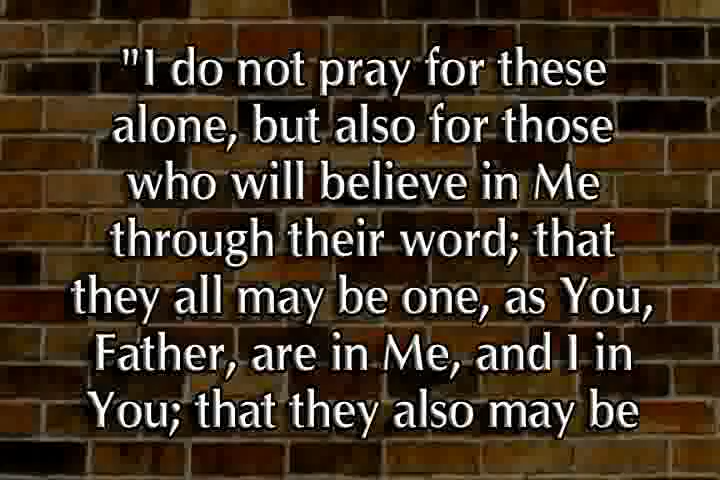 "I do not pray for these
alone, but also for those
who will believe in Me
through their word; that
they all may be one, as You,
Father, are in Me, and I in
You; that they also may be